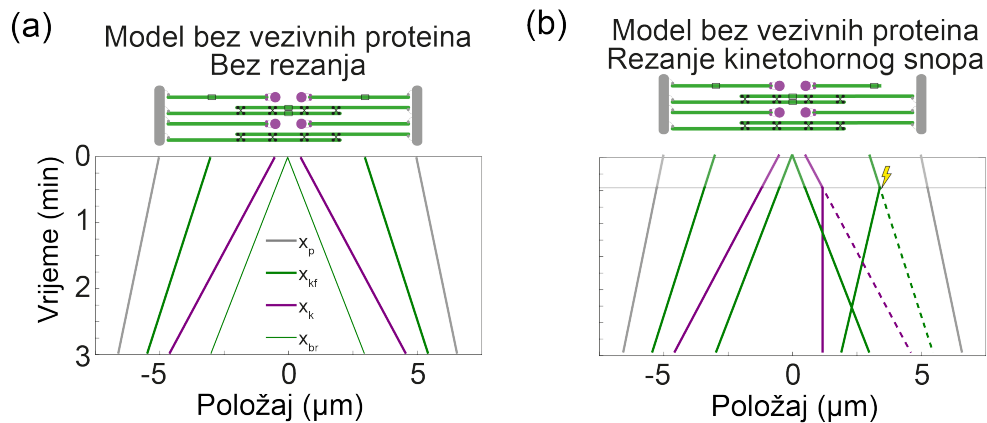 (a)
Model bez vezivnih proteina
Bez rezanja
Vrijeme (min)
0
1
2
3
x_p
x_kf
x_k
x_br
-5
0
5
Položaj (µm)
(b)
Model bez vezivnih proteina
Rezanje kinetohornog snopa
-5
0
5
Položaj (µm)